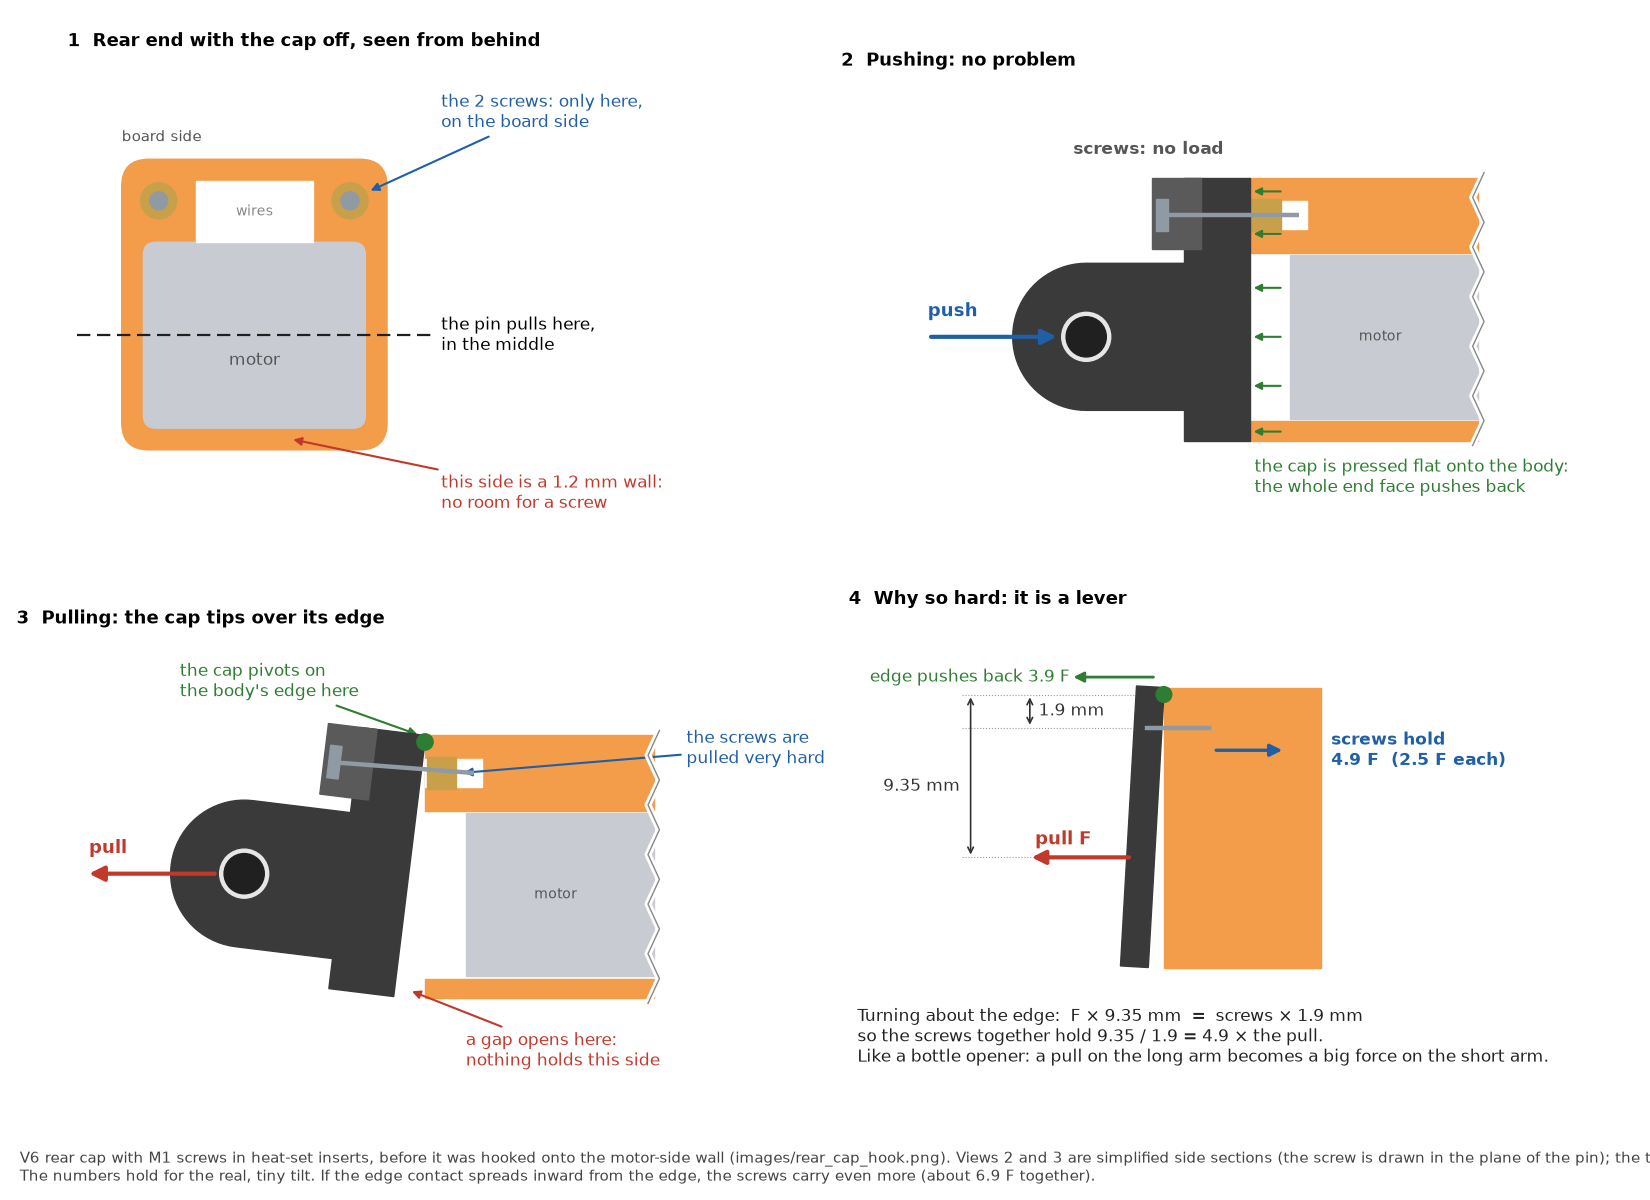 1  Rear end with the cap off, seen from behind
the 2 screws: only here,
on the board side
board side
wires
the pin pulls here,
in the middle
motor
this side is a 1.2 mm wall:
no room for a screw
2  Pushing: no problem
screws: no load
push
motor
the cap is pressed flat onto the body:
the whole end face pushes back
3  Pulling: the cap tips over its edge
the cap pivots on
the body's edge here
the screws are
pulled very hard
pull
motor
a gap opens here:
nothing holds this side
4  Why so hard: it is a lever
edge pushes back 3.9 F
1.9 mm
screws hold
4.9 F  (2.5 F each)
9.35 mm
pull F
Turning about the edge:  F × 9.35 mm  =  screws × 1.9 mm
so the screws together hold 9.35 / 1.9 = 4.9 × the pull.
Like a bottle opener: a pull on the long arm becomes a big force on the short arm.
V6 rear cap with M1 screws in heat-set inserts, before it was hooked onto the motor-side wall (images/rear_cap_hook.png). Views 2 and 3 are simplified side sections (the screw is drawn in the plane of the pin); the
The numbers hold for the real, tiny tilt. If the edge contact spreads inward from the edge, the screws carry even more (about 6.9 F together).